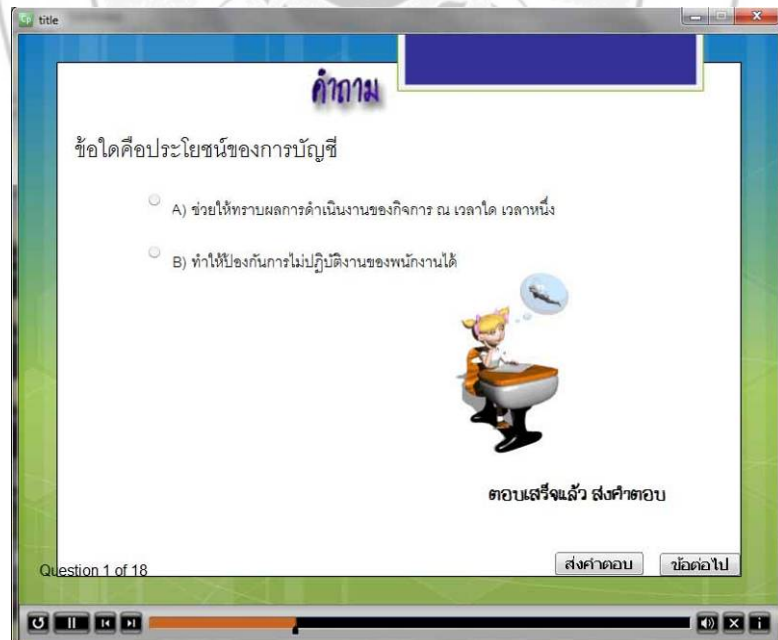 Cp title
คำถาม
ข้อใดคือประโยชน์ของการบัญชี
A) ช่วยให้ทราบผลการดำเนินงานของกิจการ ณ เวลาใด เวลาหนึ่ง
B) ทำให้ป้องกันการไม่ปฏิบัติงานของพนักงานได้
ตอบเสร็จแล้ว ส่งคำตอบ
Question 1 of 18
ส่งคำตอบ ข้อต่อไป